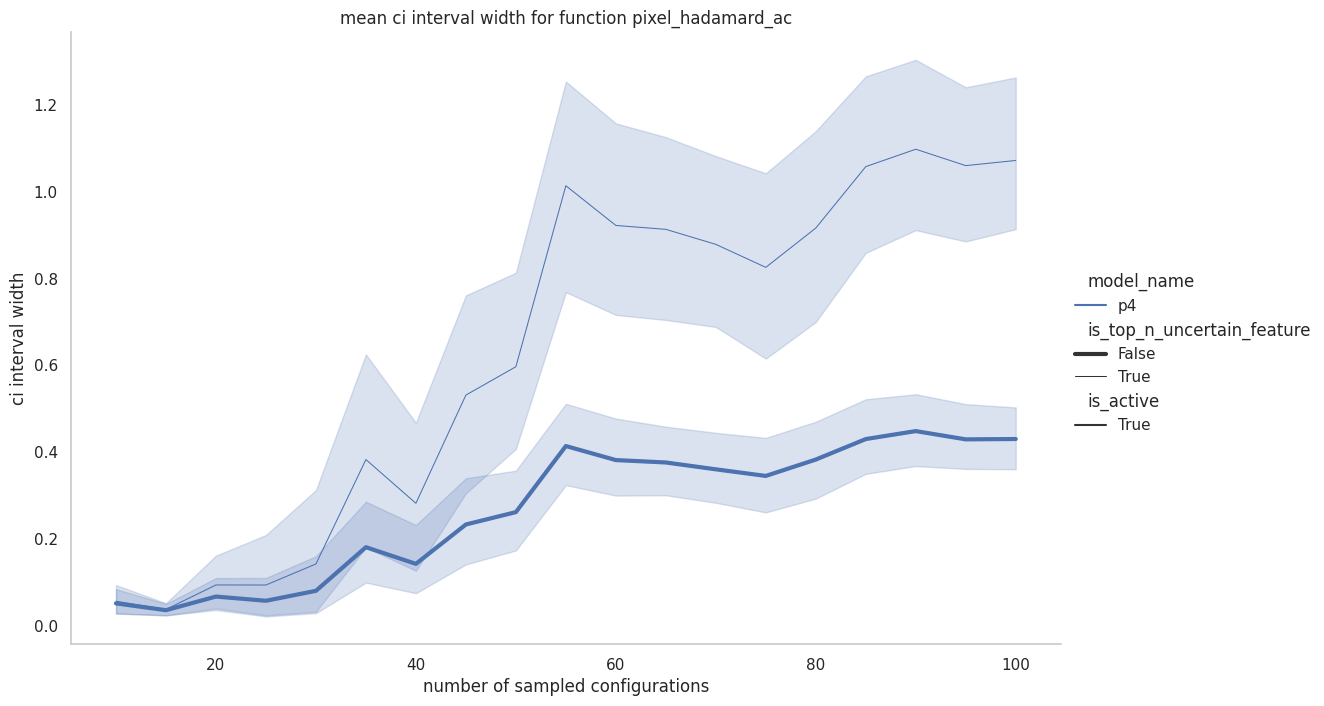 mean ci interval width for function pixel_hadamard_ac
ci interval width
1.2
1.0
0.8
0.6
0.4
0.2
0.0
20
40
60
80
100
number of sampled configurations
model_name
p4
is_top_n_uncertain_feature
False
True
is_active
True